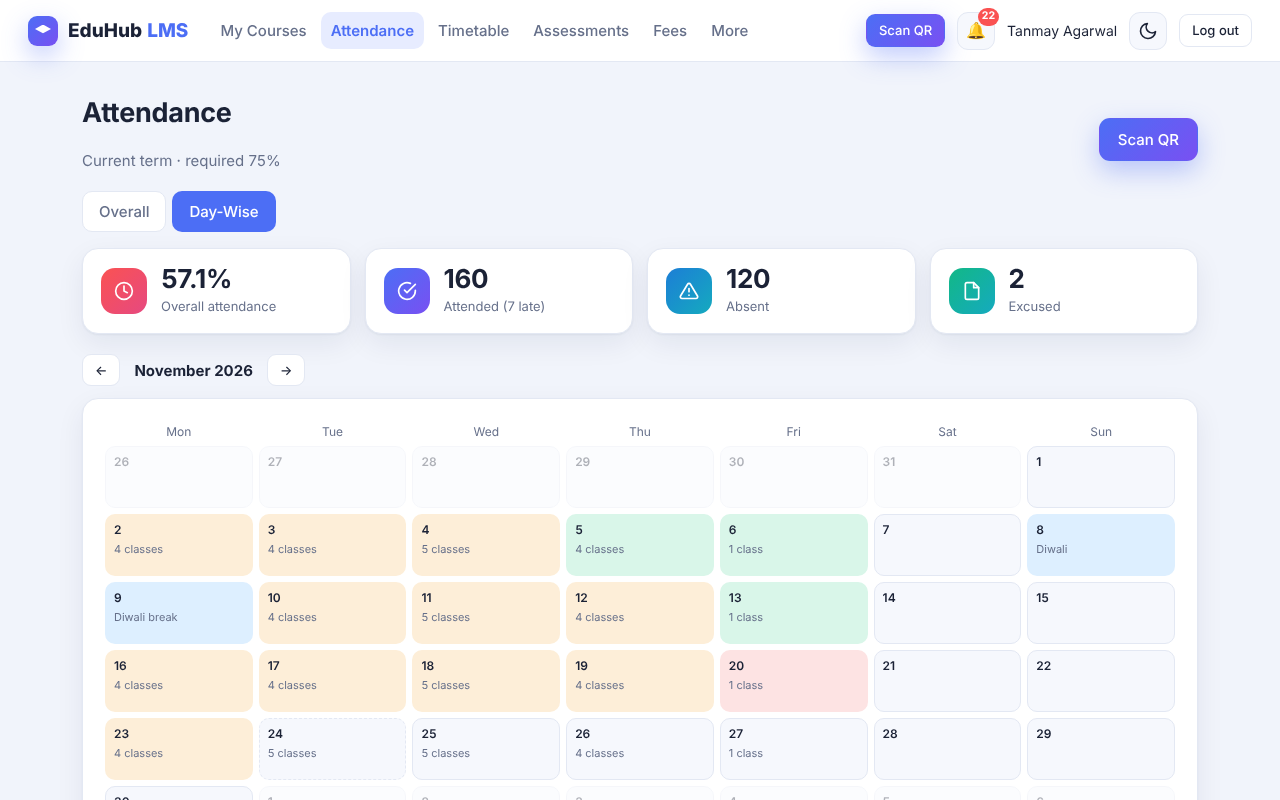 EduHub LMS My Courses Attendance Timetable Assessments Fees More Scan QR 🔔 22 Tanmay Agarwal Log out
Attendance
Scan QR
Current term · required 75%
Overall Day-Wise
57.1% 160 120 2
Overall attendance Attended (7 late) Absent Excused
← November 2026 →
Mon Tue Wed Thu Fri Sat Sun
26 27 28 29 30 31 1
2 3 4 5 6 7 8
4 classes 4 classes 5 classes 4 classes 1 class Diwali
9 10 11 12 13 14 15
Diwali break 4 classes 5 classes 4 classes 1 class
16 17 18 19 20 21 22
4 classes 4 classes 5 classes 4 classes 1 class
23 24 25 26 27 28 29
4 classes 5 classes 5 classes 4 classes 1 class